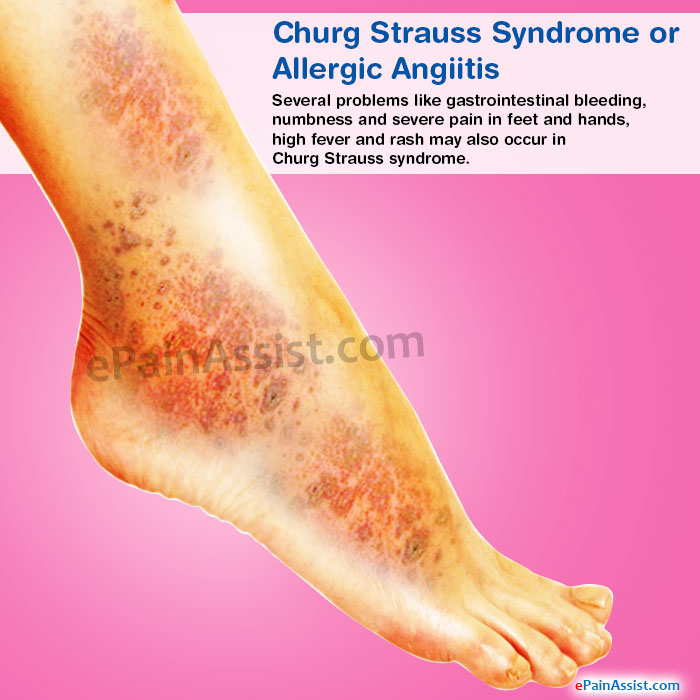 Churg Strauss Syndrome or
Allergic Angiitis
Several problems like gastrointestinal bleeding,
numbness and severe pain in feet and hands,
high fever and rash may also occur in
Churg Strauss syndrome.
ePainAssist.com
ePainAssist.com